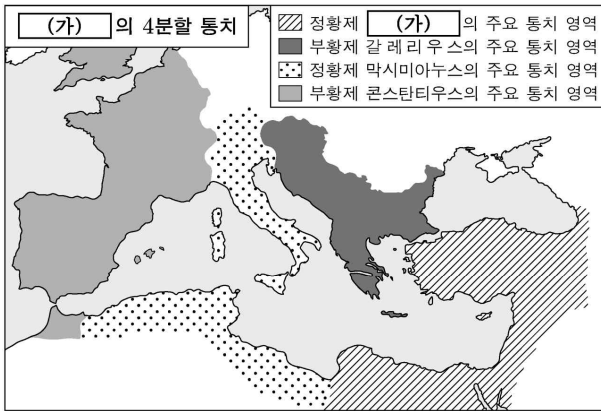 (가) 의 4분할 통치
정황제 (가) 의 주요 통치 영역
부황제 갈레리우스의 주요 통치 영역
정황제 막시미아누스의 주요 통치 영역
부황제 콘스탄티우스의 주요 통치 영역